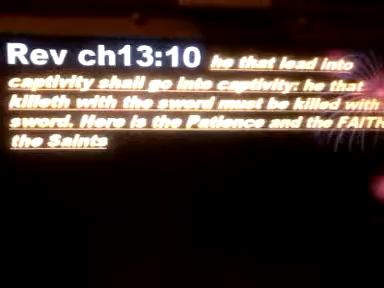 Rev ch13:10 he that lead into
captivity shall go into captivity: he that
killeth with the sword must be killed with
sword. Here is the Patience and the FAITH
the Saints